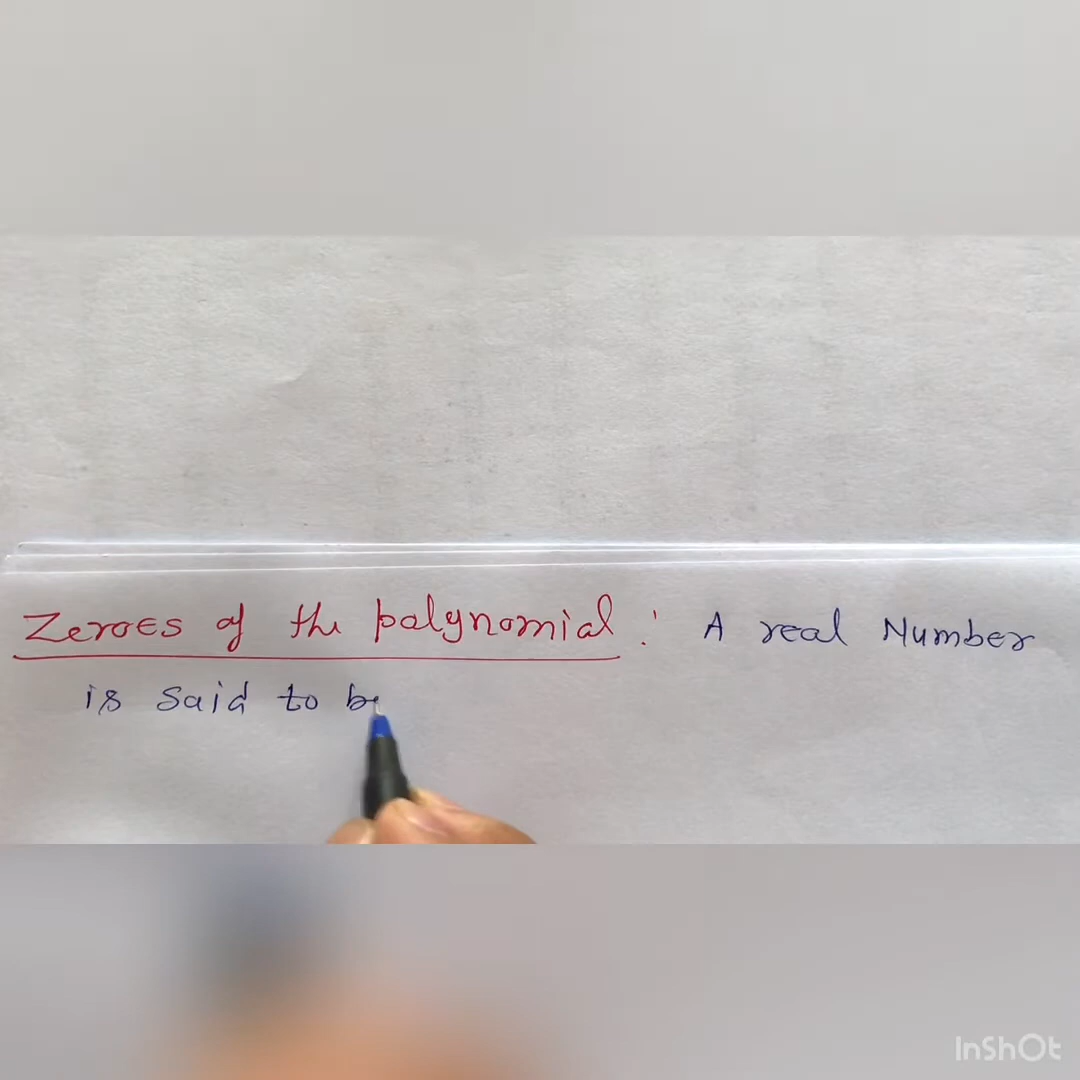 Zeroes of the polynomial : A real Number
is said to be
InShOt